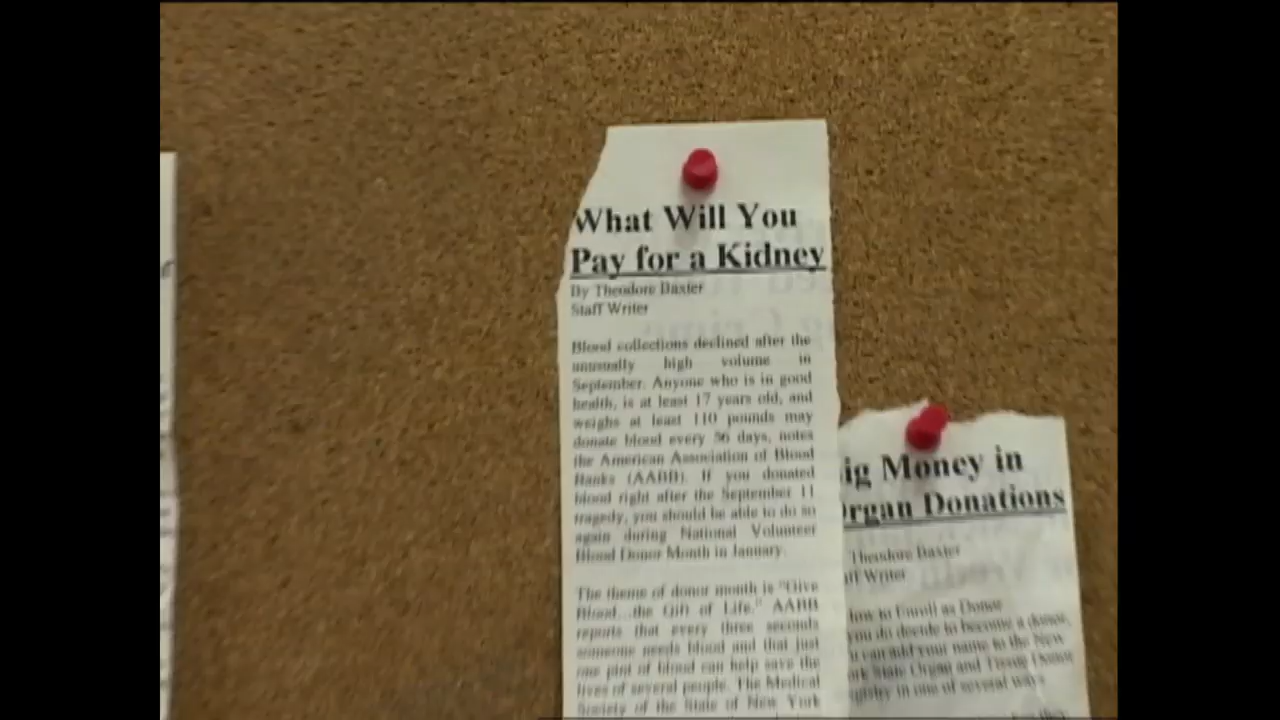 What Will You
Pay for a Kidney
By Theodore Baxter
Staff Writer
Blood collections declined after the
unusually high volume in
September. Anyone who is in good
health, is at least 17 years old, and
weighs at least 110 pounds may
donate blood every 56 days, notes
the American Association of Blood
Banks (AABB). If you donated
blood right after the September 11
tragedy, you should be able to do so
again during National Volunteer
Blood Donor Month in January.
The theme of donor month is "Give
Blood...the Gift of Life." AABB
reports that every three seconds
someone needs blood and that just
one pint of blood can help save the
lives of several people. The Medical
Society of the State of New York
ig Money in
rgan Donations
Theodore Baxter
ff Writer
low to Enroll as Donor
you do decide to become a donor,
u can add your name to the New
rk State Organ and Tissue Donor
gistry in one of several ways